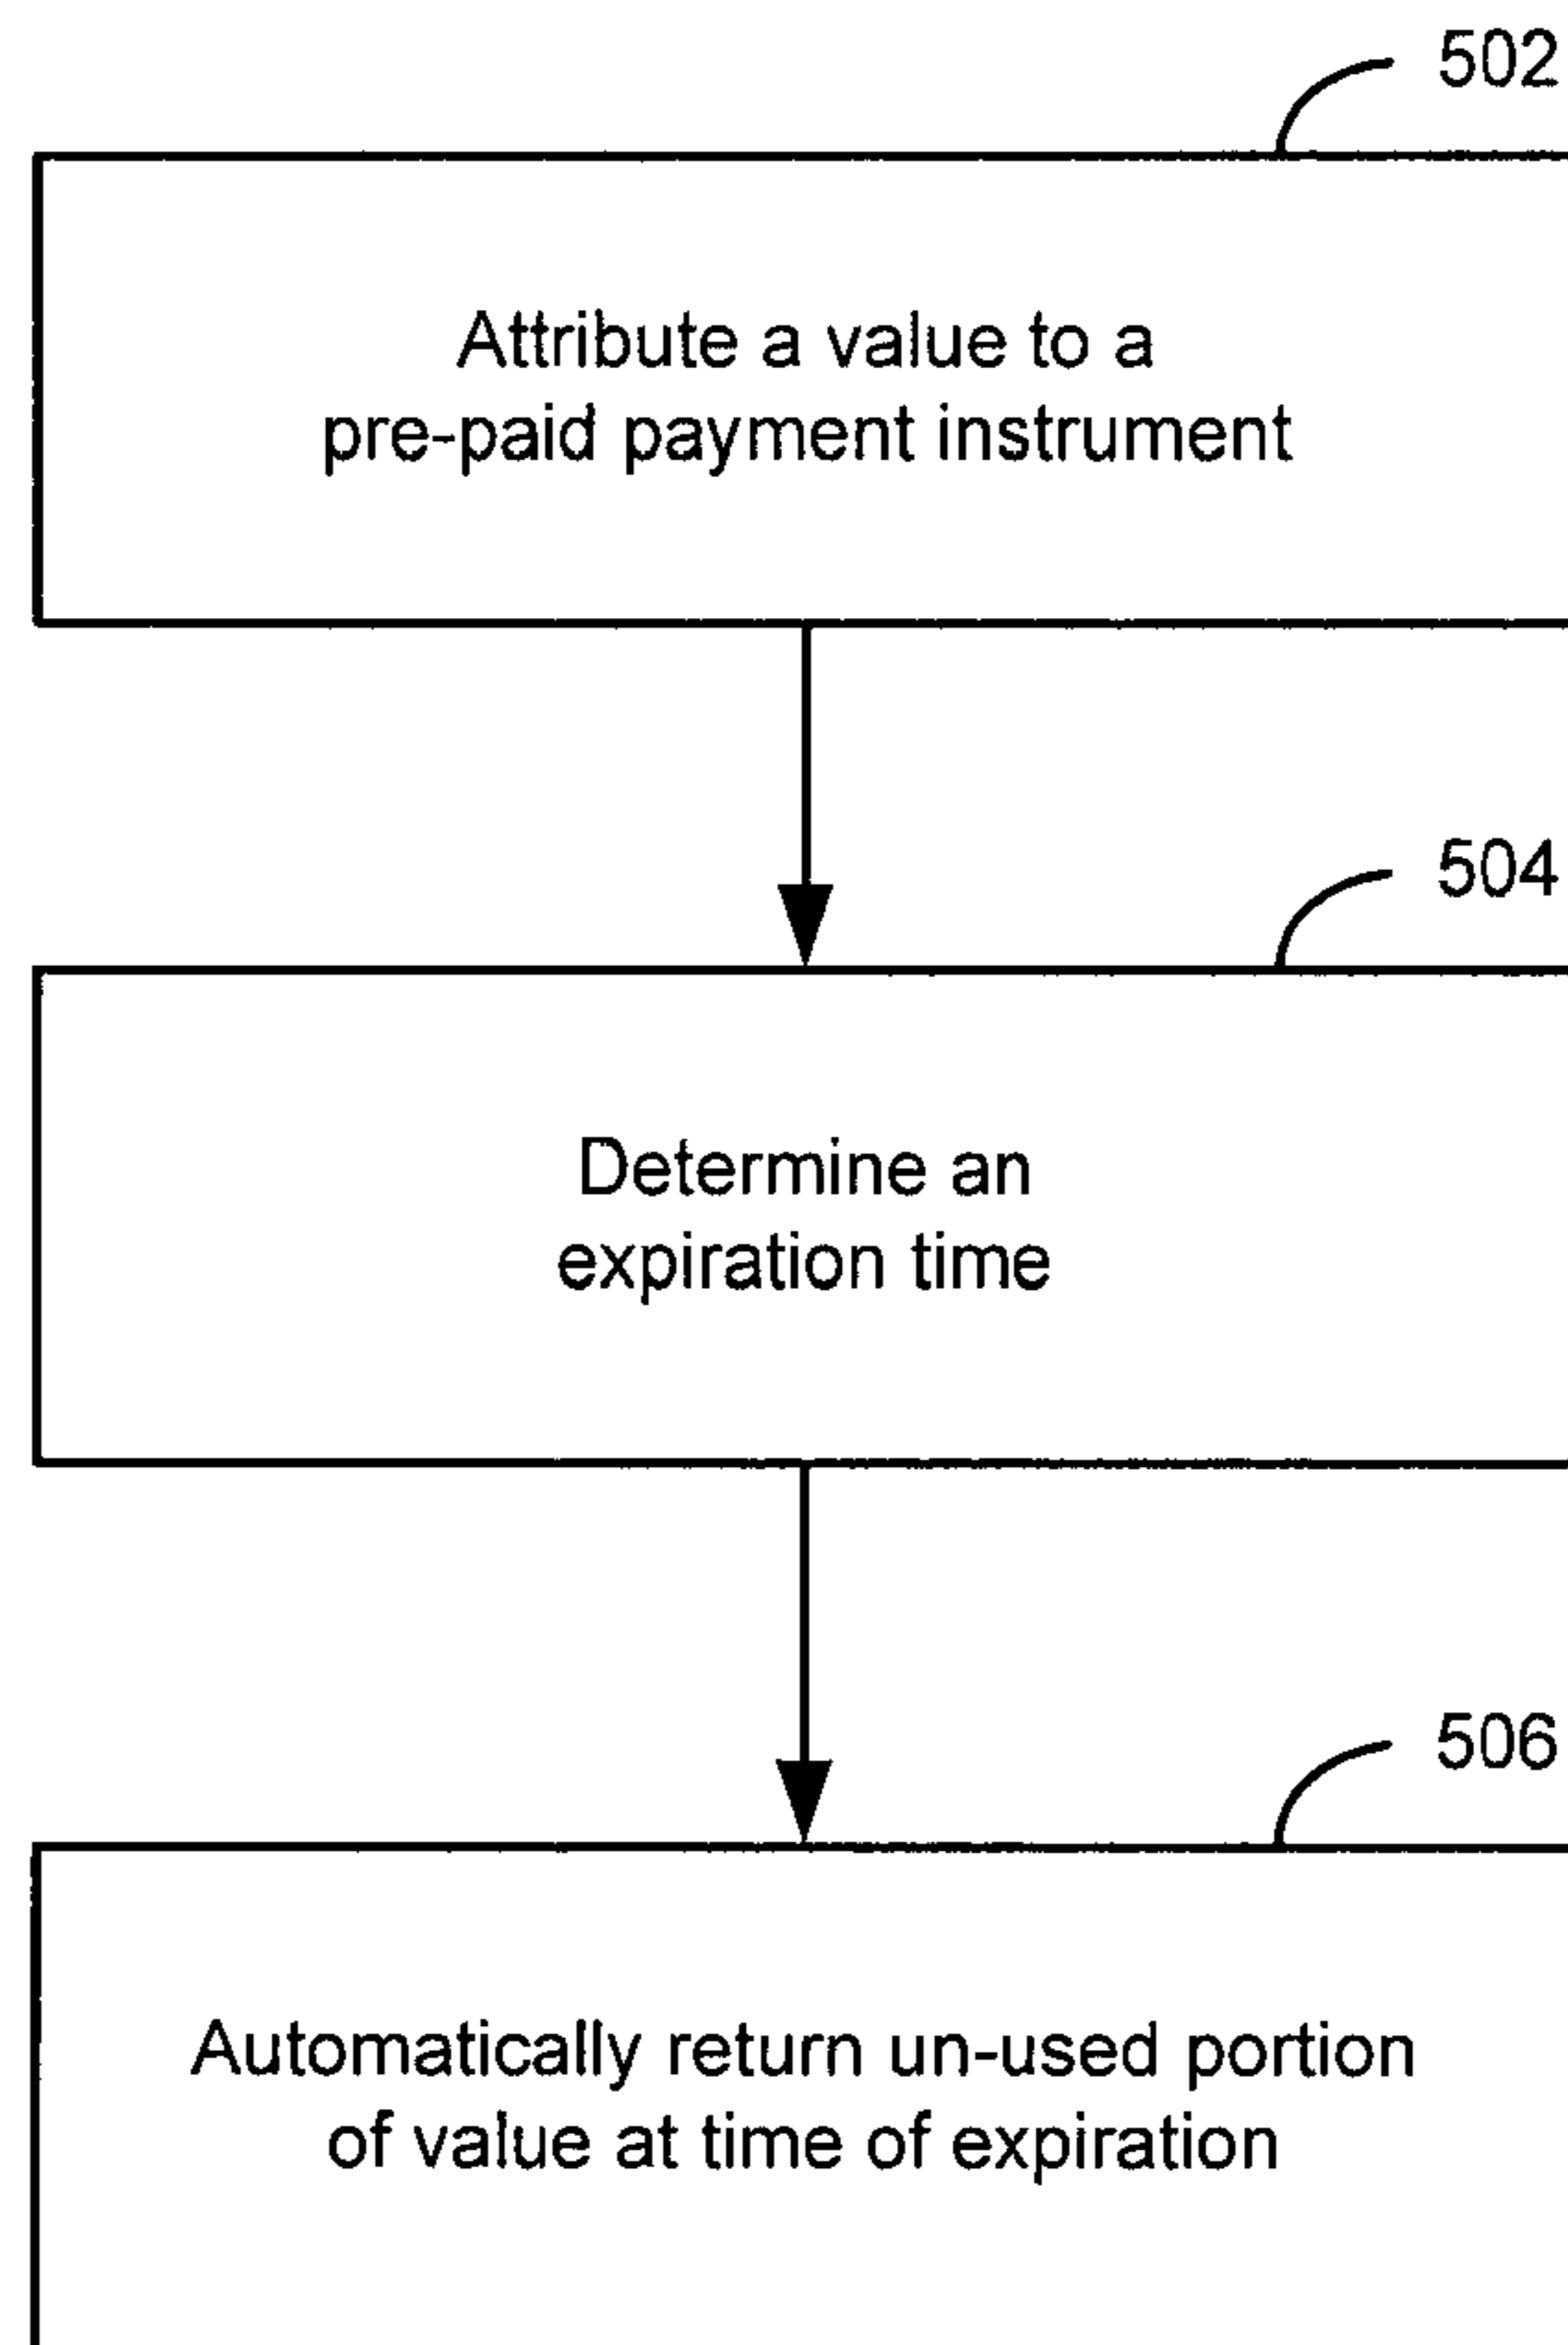 502
Attribute a value to a
pre-paid payment instrument
504
Determine an
expiration time
506
Automatically return un-used portion
of value at time of expiration